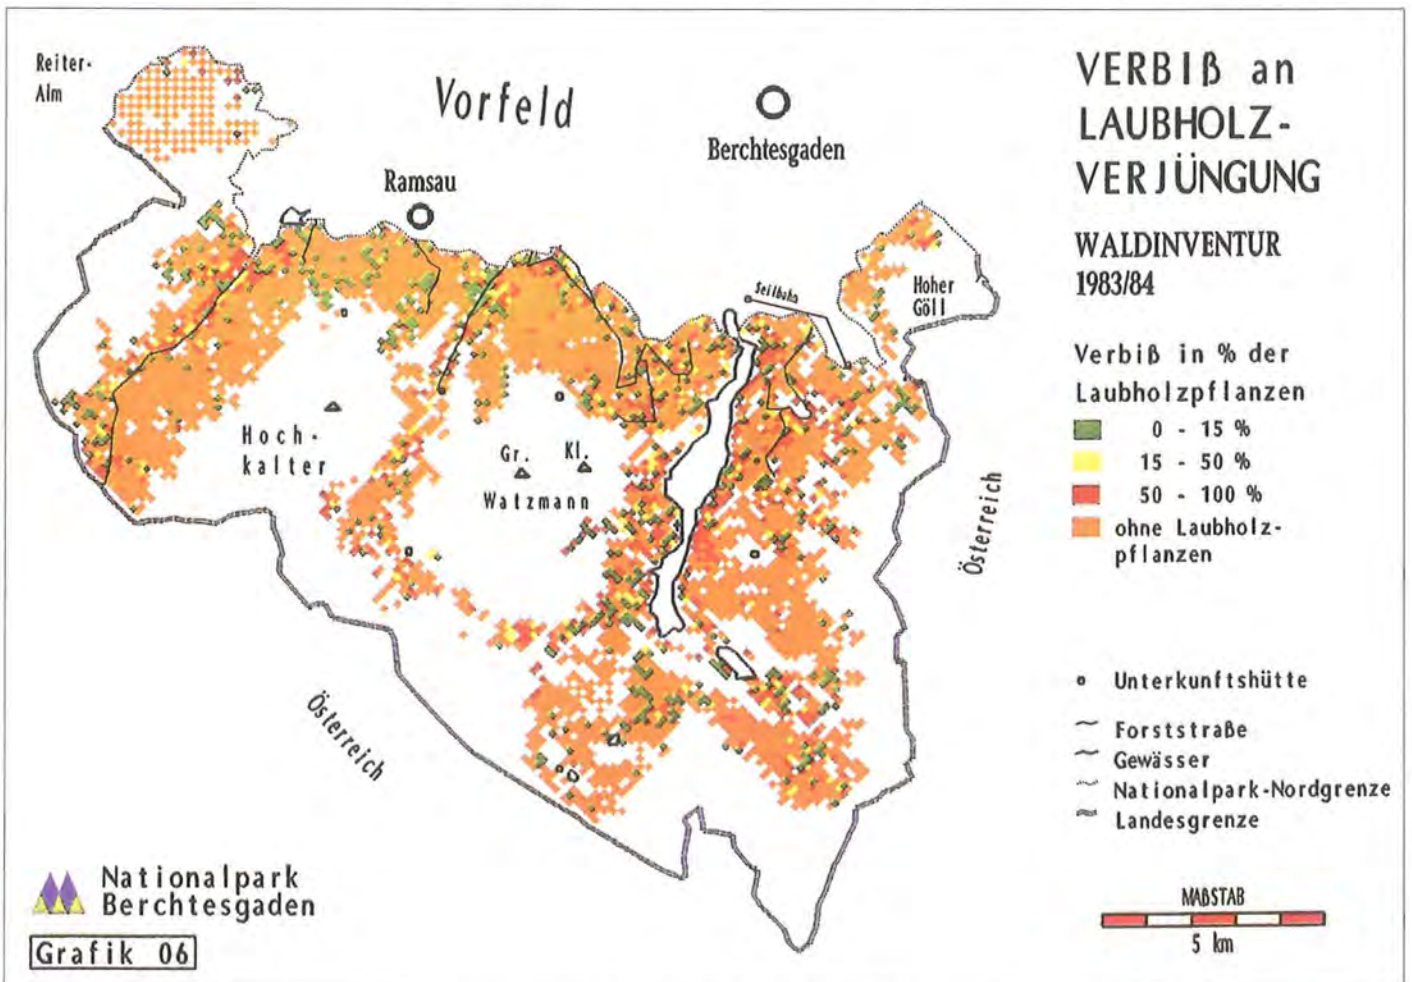 Reiter-
Alm
Vorfeld
Berchtesgaden
Ramsau
Seilbahn
Hoher
Göll
Hoch-
kalter
Gr. Kl.
Watzmann
Österreich
Österreich
VERBIß an
LAUBHOLZ-
VERJÜNGUNG
WALDINVENTUR
1983/84
Verbiß in % der
Laubholzpflanzen
0 - 15 %
15 - 50 %
50 - 100 %
ohne Laubholz-
pflanzen
Unterkunftshütte
Forststraße
Gewässer
Nationalpark-Nordgrenze
Landesgrenze
MAßSTAB
5 km
Nationalpark
Berchtesgaden
Grafik 06